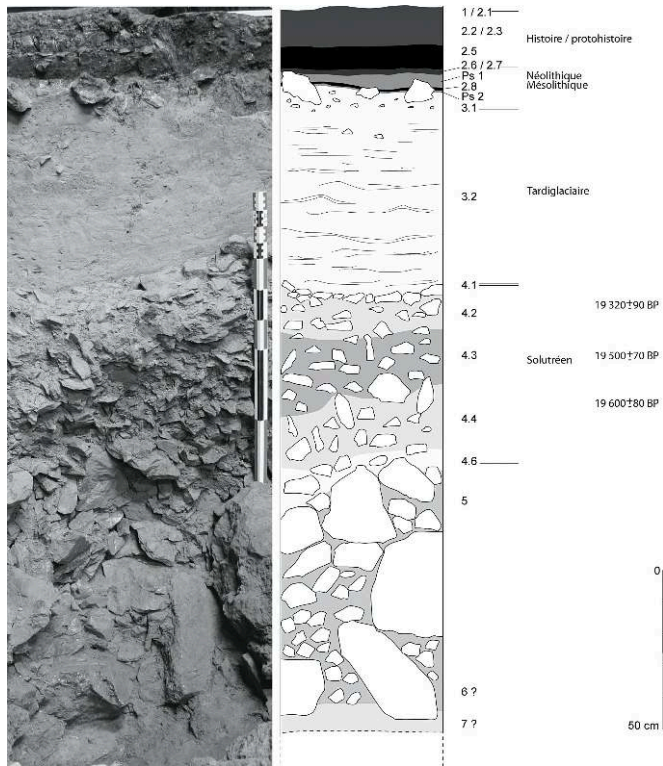 1 / 2.1
2.2 / 2.3
Histoire / protohistoire
2.5
2.6 / 2.7
Ps 1
Néolithique
2.8
Mésolithique
Ps 2
3.1
3.2
Tardiglaciaire
4.1
4.2
19 320±90 BP
4.3
Solutréen
19 500±70 BP
19 600±80 BP
4.4
4.6
5
0
6 ?
7 ?
50 cm